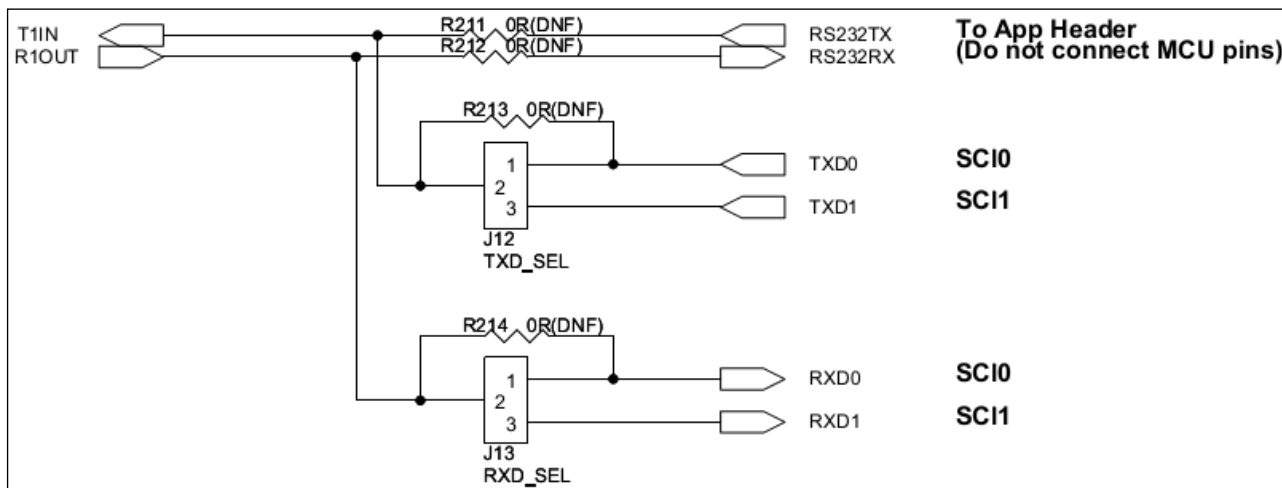 T1IN R211 0R(DNF) RS232TX To App Header
R1OUT R212 0R(DNF) RS232RX (Do not connect MCU pins)
R213 0R(DNF)
1 TXD0 SCI0
2
3 TXD1 SCI1
J12
TXD_SEL
R214 0R(DNF)
1 RXD0 SCI0
2
3 RXD1 SCI1
J13
RXD_SEL